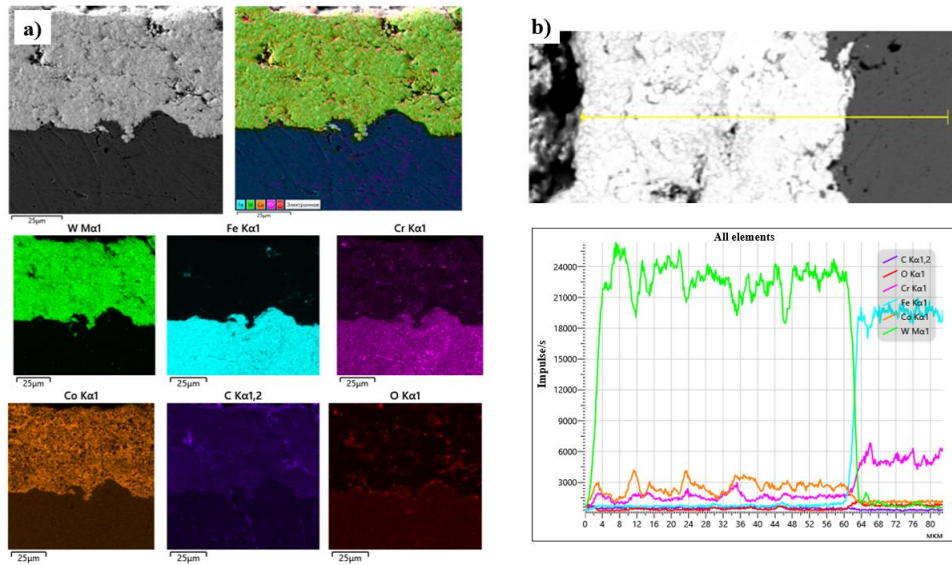 a)
25µm
Fe W Co Электронное
25µm
W Mα1 Fe Kα1 Cr Kα1
25µm 25µm 25µm
Co Kα1 C Kα1,2 O Kα1
25µm 25µm 25µm
b)
All elements
C Kα1,2
O Kα1
Cr Kα1
Fe Kα1
Co Kα1
W Mα1
Impulse/s
24000
21000
18000
15000
12000
9000
6000
3000
0
0 4 8 12 16 20 24 28 32 36 40 44 48 52 56 60 64 68 72 76 80
МКМ